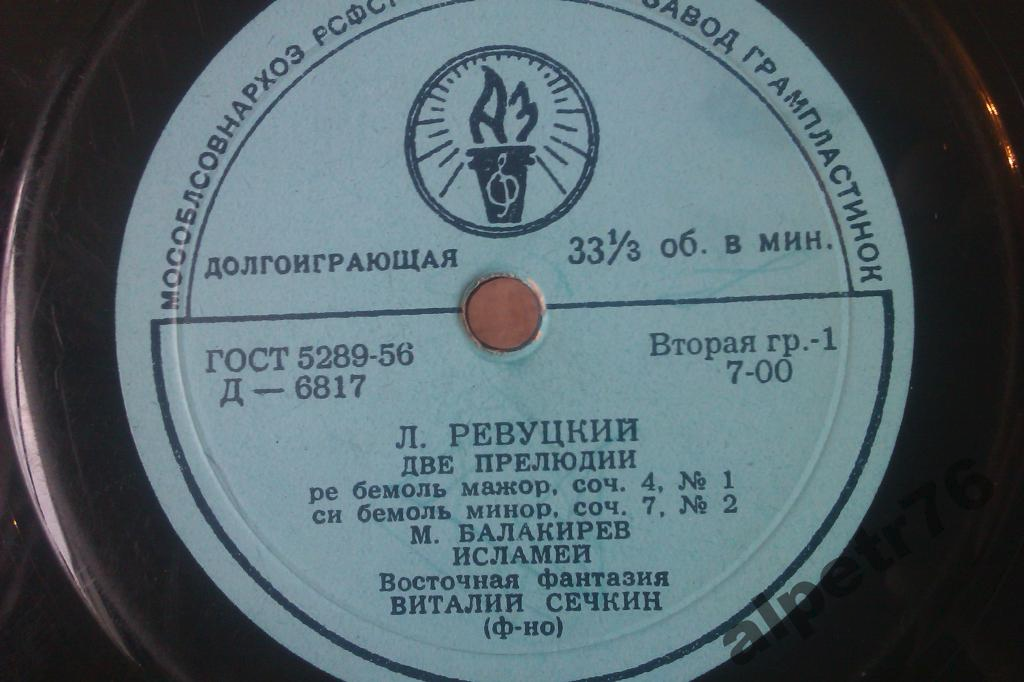 МОСОБЛСОВНАРХОЗ РСФСР
ЗАВОД ГРАМПЛАСТИНОК
АЗ
ДОЛГОИГРАЮЩАЯ
33⅓ об. в мин.
ГОСТ 5289-56
Д — 6817
Вторая гр.-1
7-00
Л. РЕВУЦКИЙ
ДВЕ ПРЕЛЮДИИ
ре бемоль мажор, соч. 4, № 1
си бемоль минор, соч. 7, № 2
М. БАЛАКИРЕВ
ИСЛАМЕЙ
Восточная фантазия
ВИТАЛИЙ СЕЧКИН
(ф-но)
alpetr76